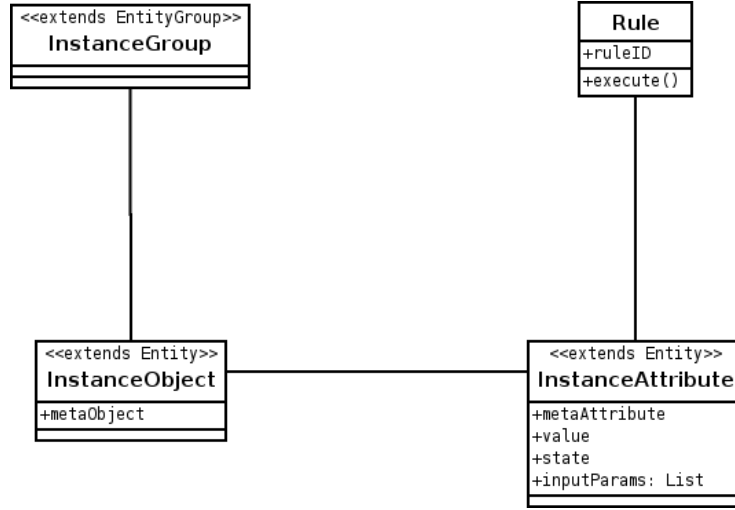 <<extends EntityGroup>>
InstanceGroup
Rule
+ruleID
+execute()
<<extends Entity>>
InstanceObject
+metaObject
<<extends Entity>>
InstanceAttribute
+metaAttribute
+value
+state
+inputParams: List